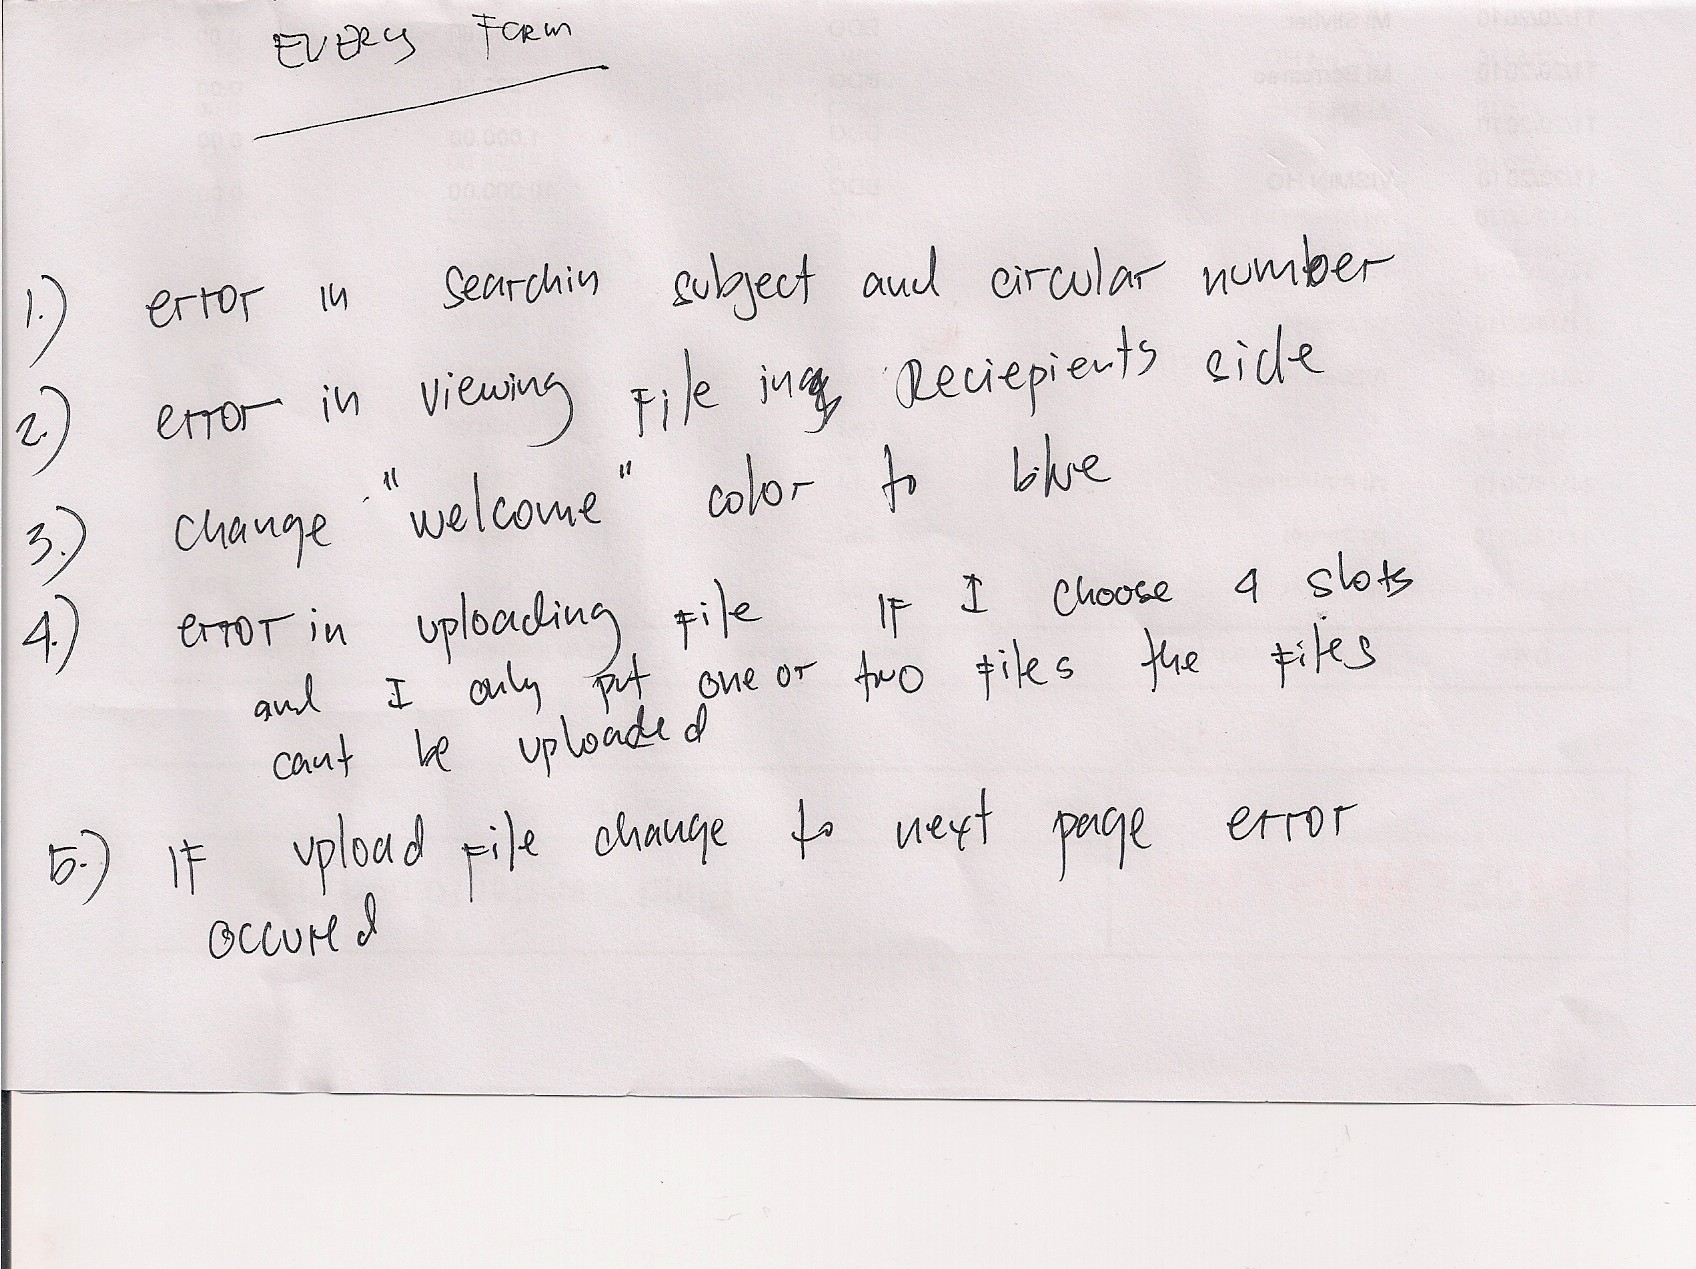 EVERY FORM
1.) error in searchin subject and circular number
2.) error in viewing file in Reciepients side
3.) change "welcome" color to blue
4.) error in uploading file IF I choose 4 slots
and I only put one or two files the files
cant be uploaded
5.) IF upload file change to next page error
occured